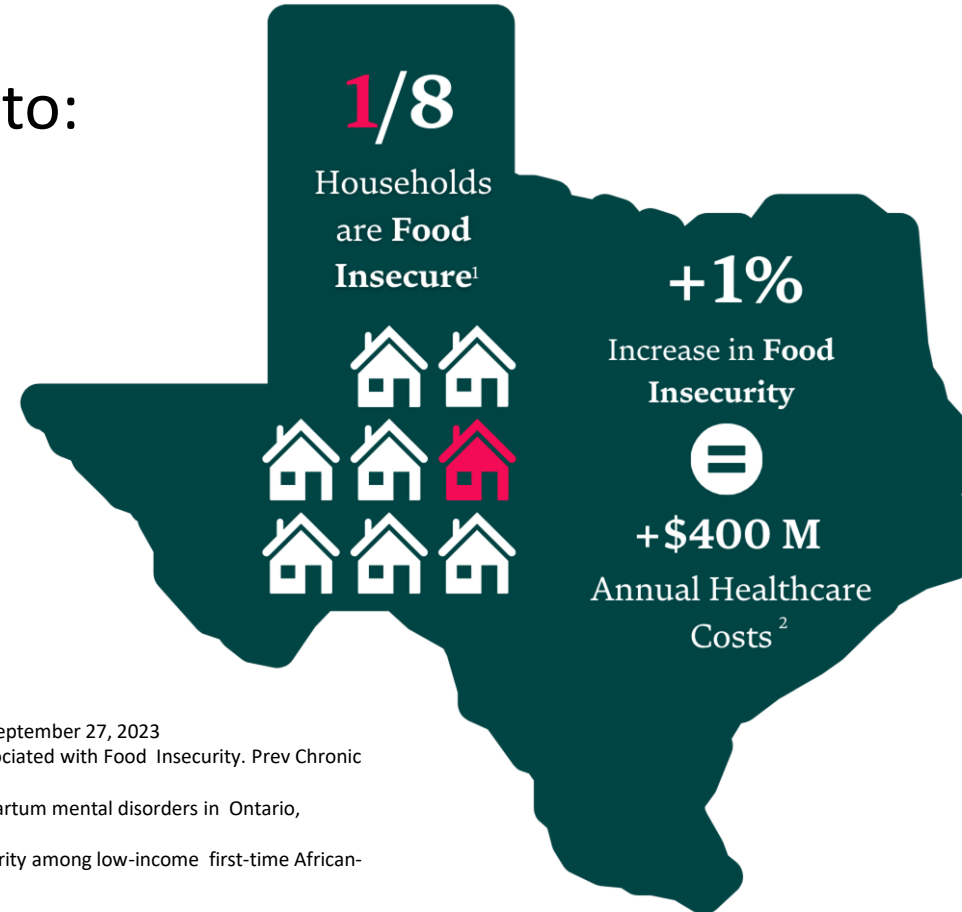 to:
1/8
Households
are Food
Insecure1
+1%
Increase in Food
Insecurity
=
+$400 M
Annual Healthcare
Costs 2
eptember 27, 2023
ociated with Food Insecurity. Prev Chronic
artum mental disorders in Ontario,
rity among low-income first-time African-